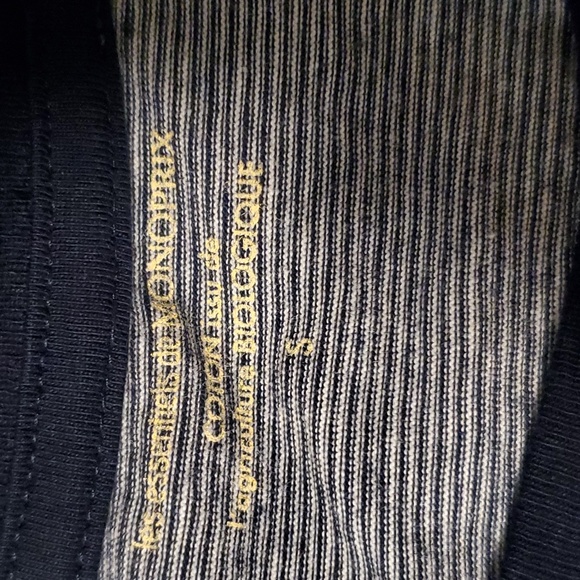 les essentiels de MONOPRIX
COTON issu de
l'agriculture BIOLOGIQUE
S